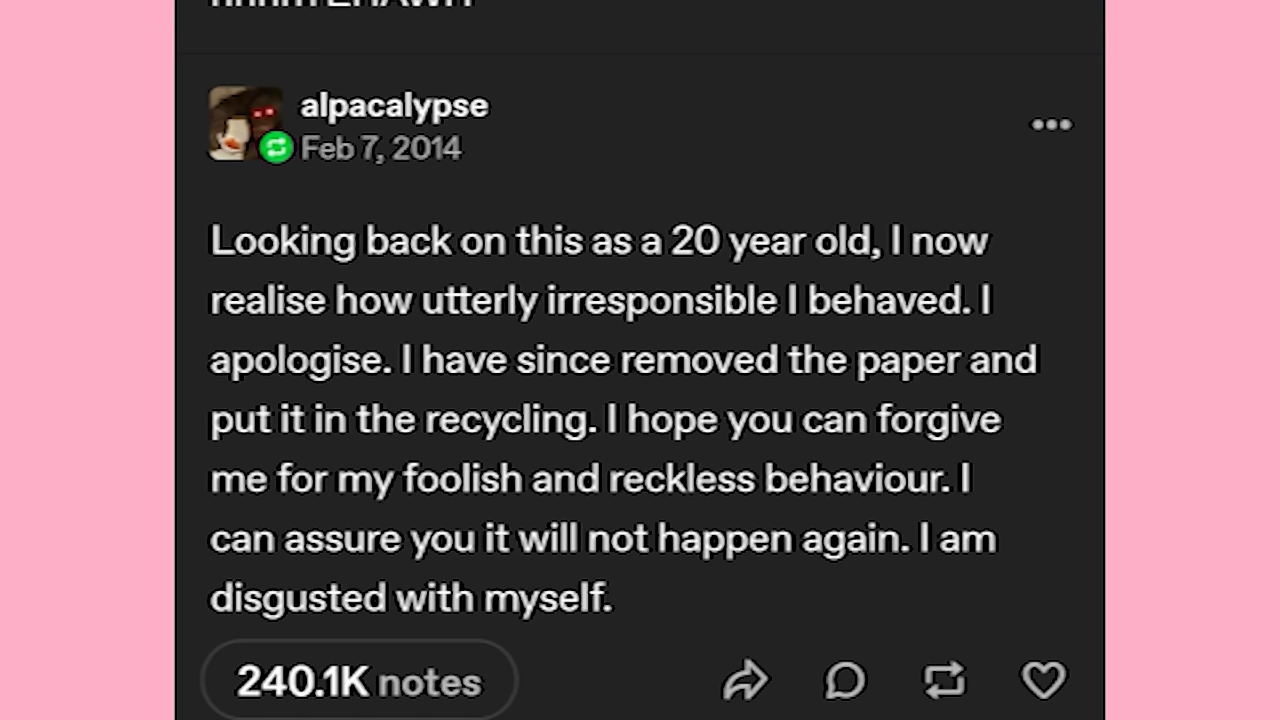 alpacalypse
Feb 7, 2014
Looking back on this as a 20 year old, I now
realise how utterly irresponsible I behaved. I
apologise. I have since removed the paper and
put it in the recycling. I hope you can forgive
me for my foolish and reckless behaviour. I
can assure you it will not happen again. I am
disgusted with myself.
240.1K notes